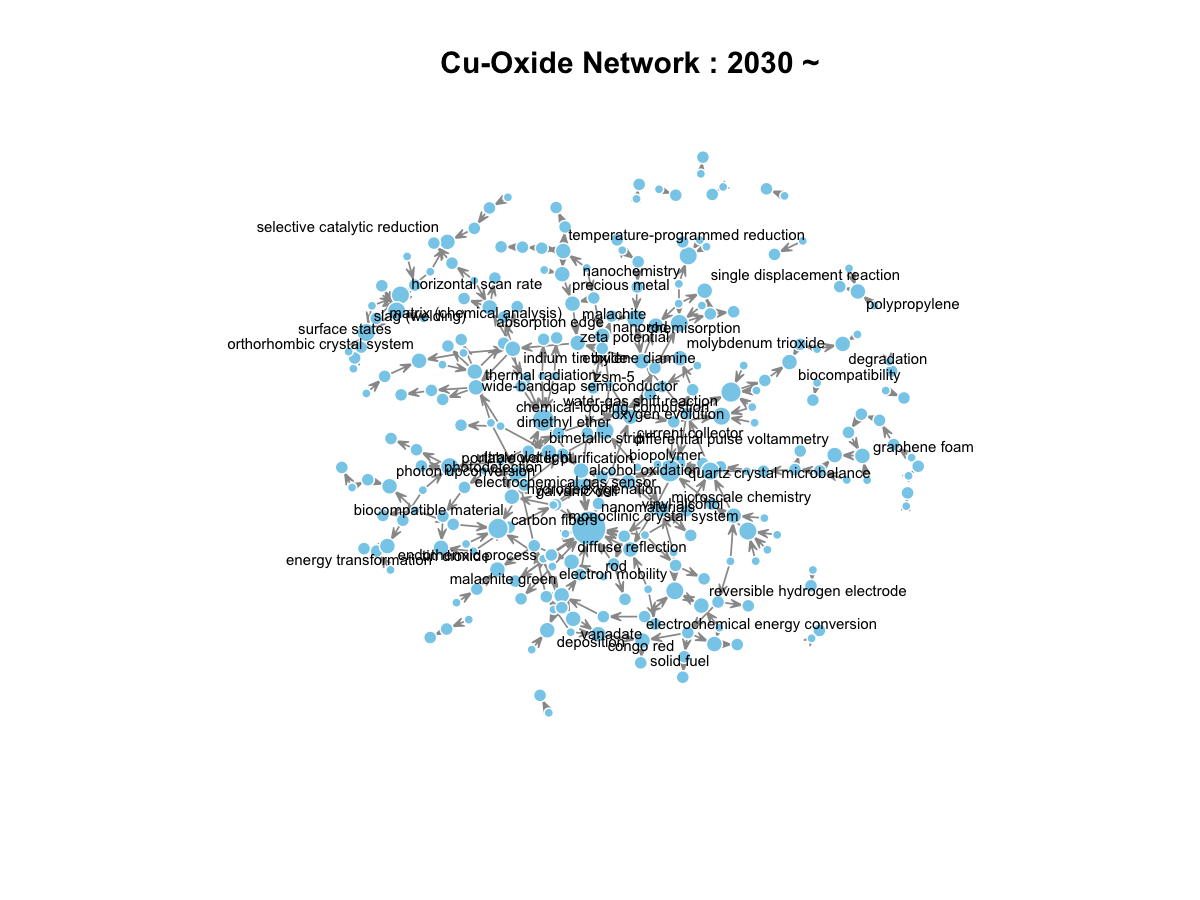 Cu-Oxide Network : 2030 ~
selective catalytic reduction
temperature-programmed reduction
nanochemistry
single displacement reaction
horizontal scan rate
precious metal
polypropylene
matrix (chemical analysis)
slag (welding)
malachite
absorption edge
nanorod
chemisorption
surface states
zeta potential
orthorhombic crystal system
molybdenum trioxide
indium tin oxide
ethylene diamine
degradation
thermal radiation
zsm-5
biocompatibility
wide-bandgap semiconductor
water-gas shift reaction
chemical-looping combustion
oxygen evolution
dimethyl ether
current collector
bimetallic strip
differential pulse voltammetry
graphene foam
ultraviolet light
portable water purification
biopolymer
photodetection
photon upconversion
alcohol oxidation
quartz crystal microbalance
electrochemical gas sensor
hydrodeoxygenation
galvanic cell
microscale chemistry
vinyl alcohol
nanomaterials
biocompatible material
carbon fibers
monoclinic crystal system
diffuse reflection
energy transformation
endothermic process
tin dioxide
rod
malachite green
electron mobility
reversible hydrogen electrode
electrochemical energy conversion
vanadate
deposition
congo red
solid fuel